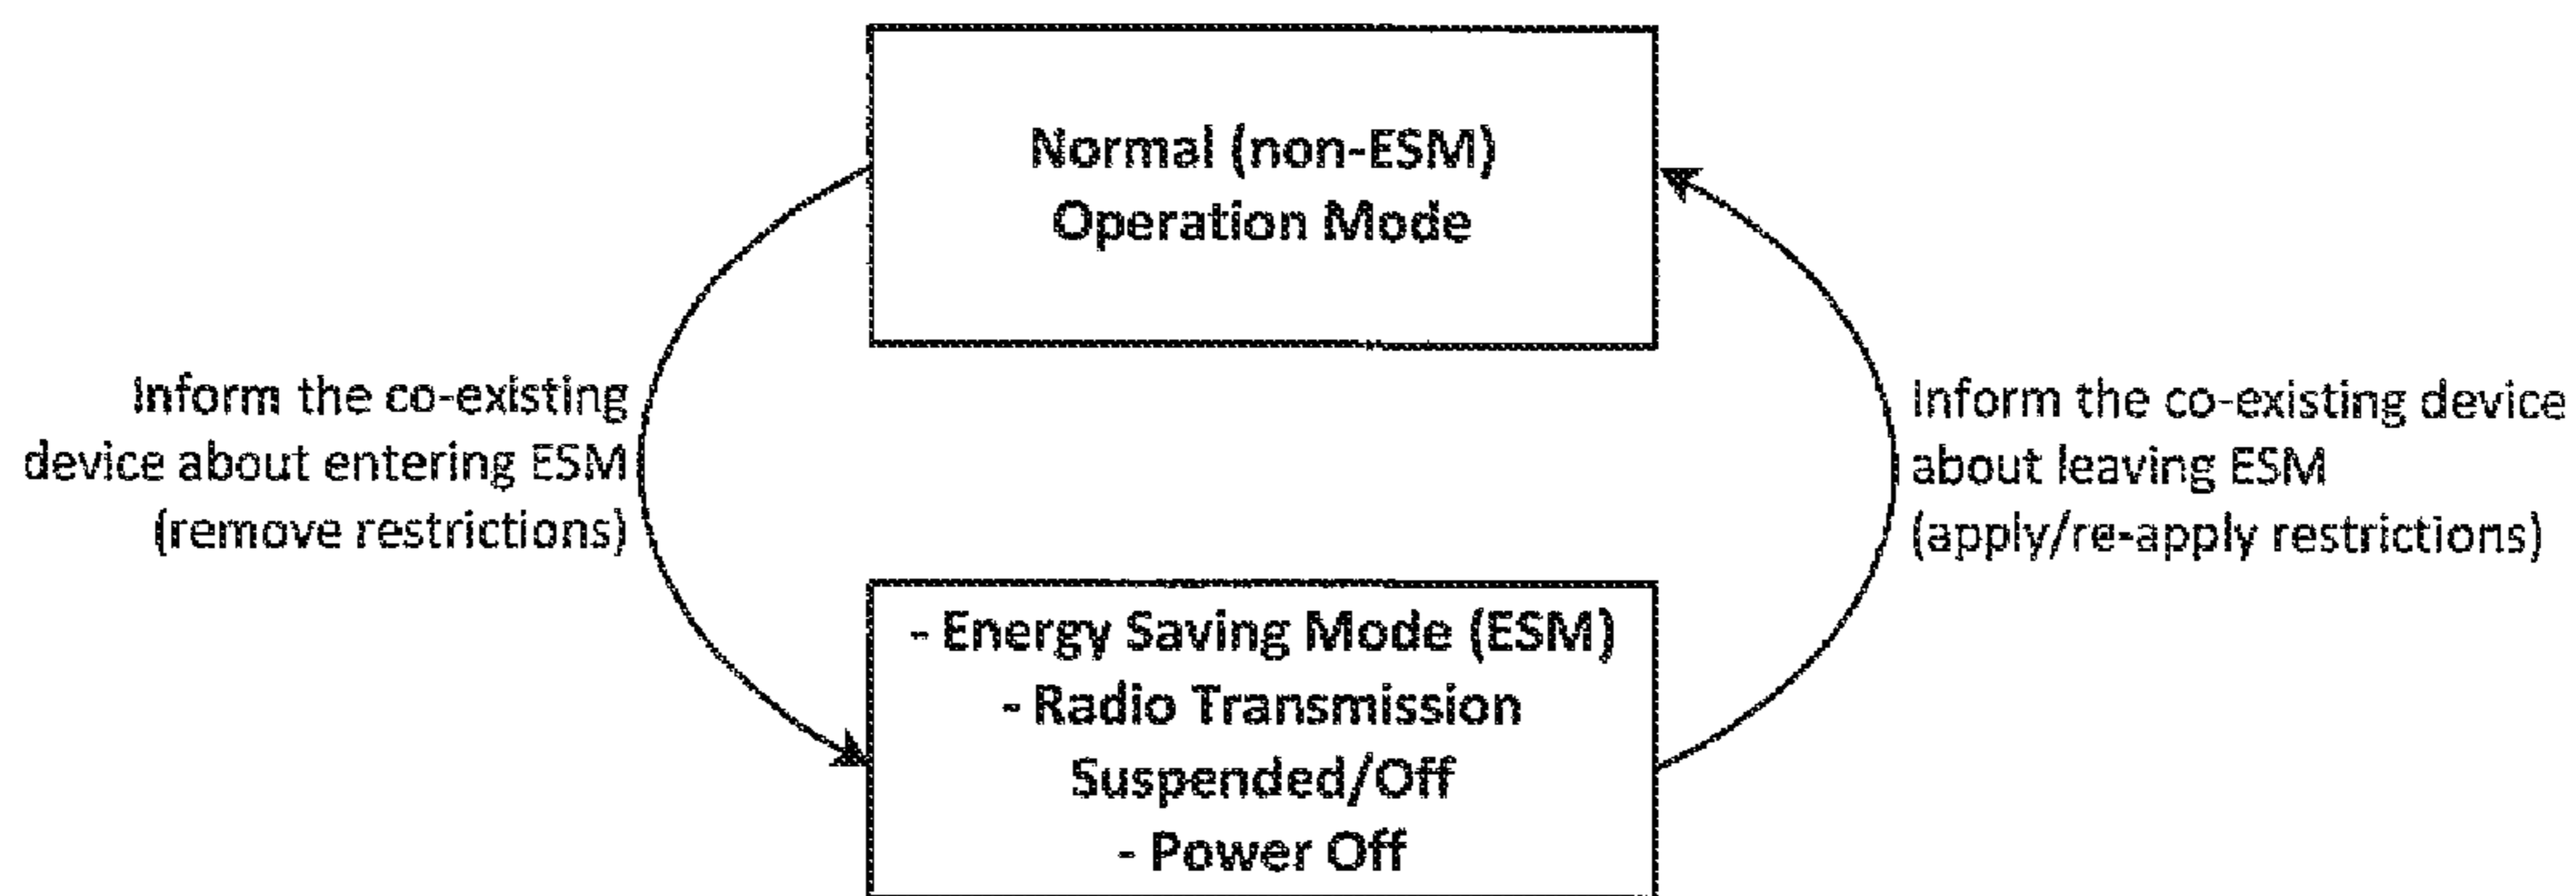 Normal (non-ESM)
Operation Mode
Inform the co-existing
device about entering ESM
(remove restrictions)
Inform the co-existing device
about leaving ESM
(apply/re-apply restrictions)
- Energy Saving Mode (ESM)
- Radio Transmission
Suspended/Off
- Power Off